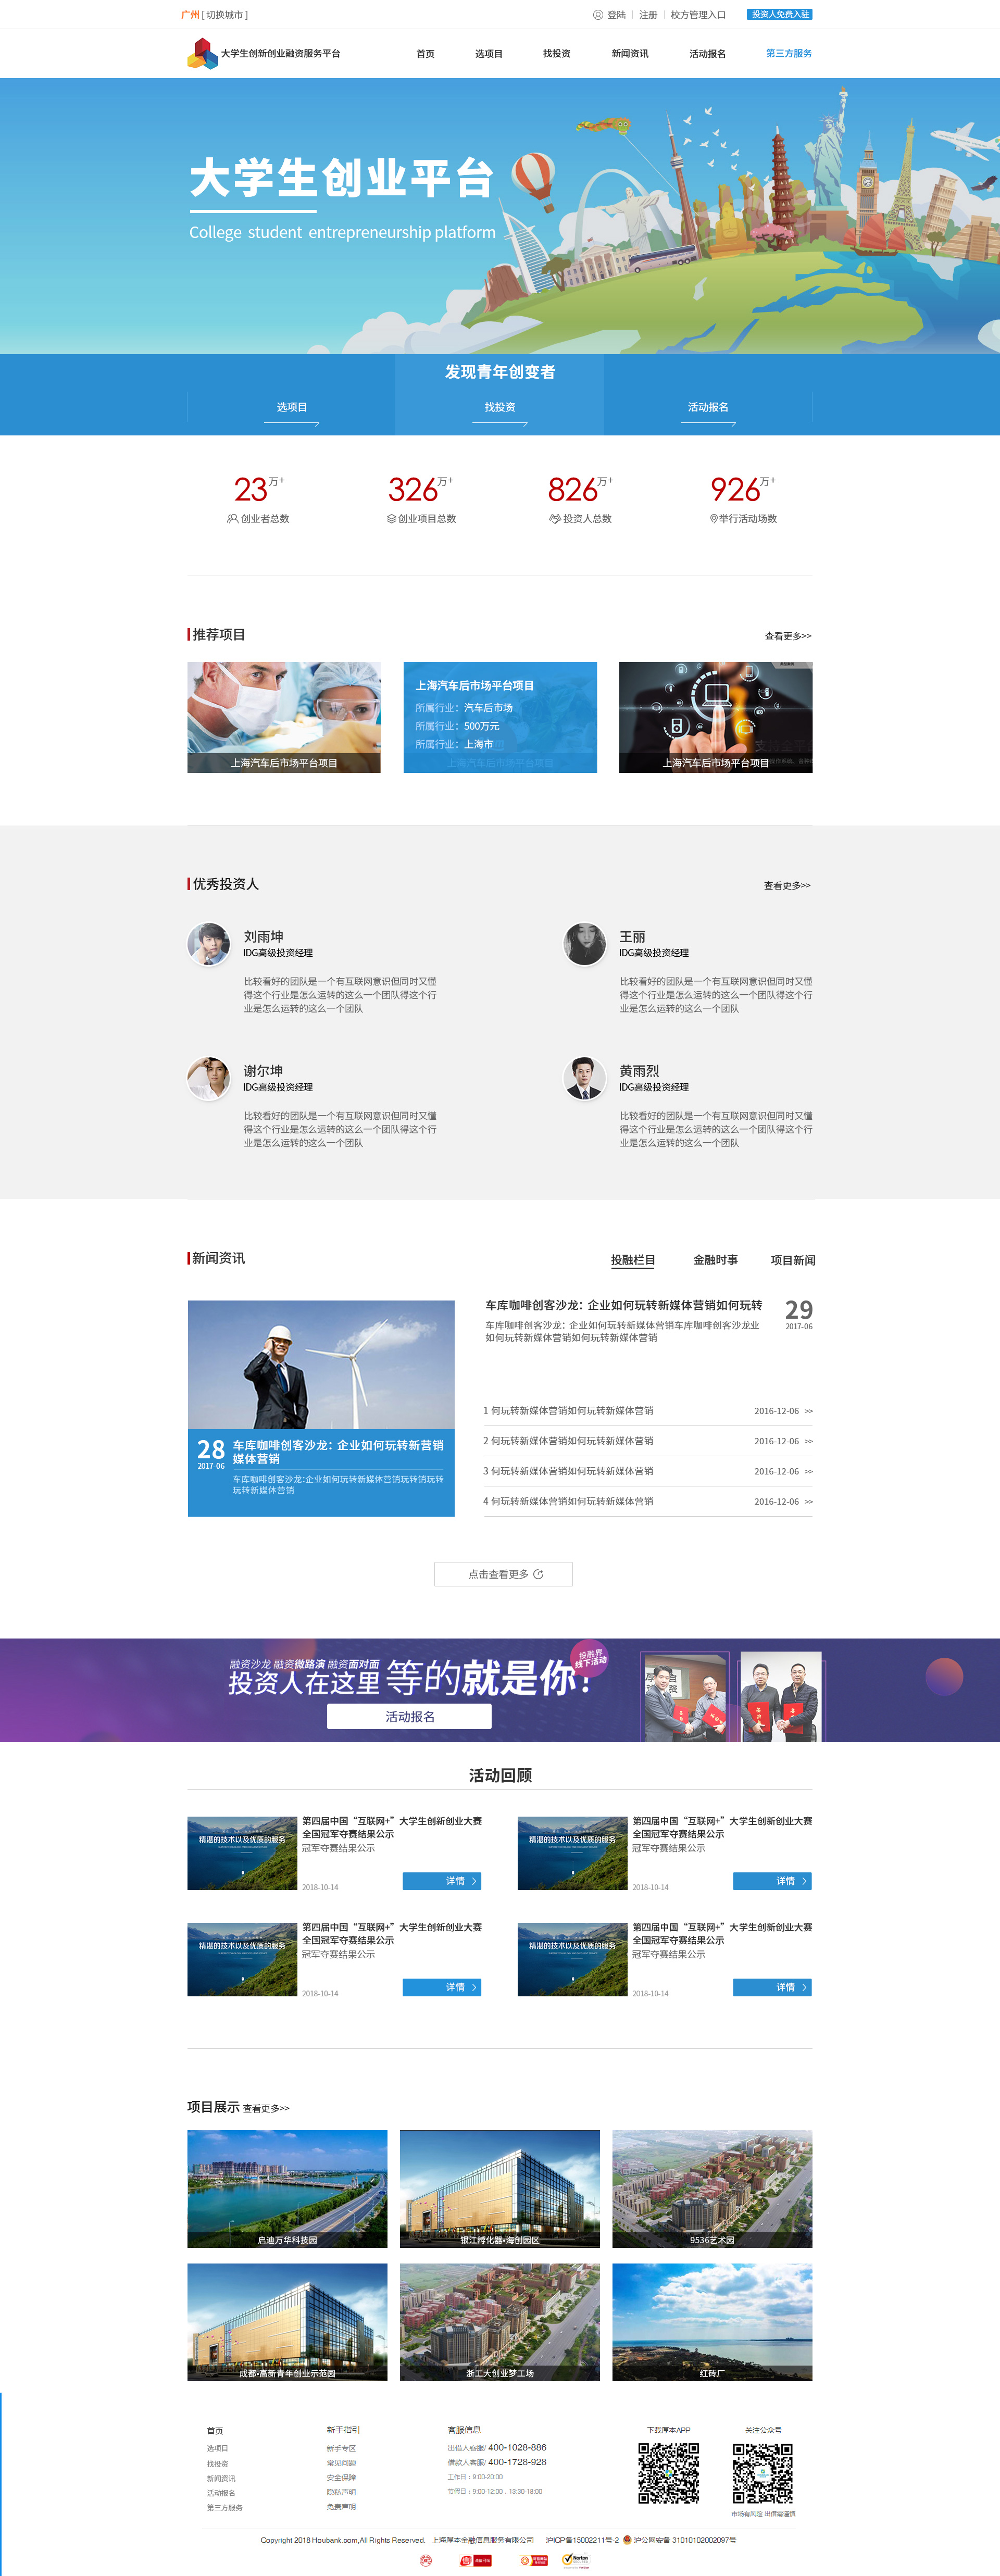 广州 [ 切换城市 ]
登陆 注册 校方管理入口 投资人免费入驻
大学生创新创业融资服务平台 首页 选项目 找投资 新闻资讯 活动报名 第三方服务
大学生创业平台
College student entrepreneurship platform
发现青年创变者
选项目 找投资 活动报名
23万+ 326万+ 826万+ 926万+
创业者总数 创业项目总数 投资人总数 举行活动场数
推荐项目 查看更多>>
上海汽车后市场平台项目
上海汽车后市场平台项目
所属行业：汽车后市场
所属行业：500万元
所属行业：上海市
上海汽车后市场平台项目
上海汽车后市场平台项目
优秀投资人 查看更多>>
刘雨坤
IDG高级投资经理
比较看好的团队是一个有互联网意识但同时又懂
得这个行业是怎么运转的这么一个团队得这个行
业是怎么运转的这么一个团队
王丽
IDG高级投资经理
比较看好的团队是一个有互联网意识但同时又懂
得这个行业是怎么运转的这么一个团队得这个行
业是怎么运转的这么一个团队
谢尔坤
IDG高级投资经理
比较看好的团队是一个有互联网意识但同时又懂
得这个行业是怎么运转的这么一个团队得这个行
业是怎么运转的这么一个团队
黄雨烈
IDG高级投资经理
比较看好的团队是一个有互联网意识但同时又懂
得这个行业是怎么运转的这么一个团队得这个行
业是怎么运转的这么一个团队
新闻资讯 投融栏目 金融时事 项目新闻
28
2017-06
车库咖啡创客沙龙：企业如何玩转新营销
媒体营销
车库咖啡创客沙龙:企业如何玩转新媒体营销玩转销玩转
玩转新媒体营销
车库咖啡创客沙龙：企业如何玩转新媒体营销如何玩转
车库咖啡创客沙龙：企业如何玩转新媒体营销车库咖啡创客沙龙业
如何玩转新媒体营销如何玩转新媒体营销
29
2017-06
1 何玩转新媒体营销如何玩转新媒体营销 2016-12-06 >>
2 何玩转新媒体营销如何玩转新媒体营销 2016-12-06 >>
3 何玩转新媒体营销如何玩转新媒体营销 2016-12-06 >>
4 何玩转新媒体营销如何玩转新媒体营销 2016-12-06 >>
点击查看更多
融资沙龙 融资微路演 融资面对面
投资人在这里 等的就是你!
投融界
线下活动
活动报名
活动回顾
精湛的技术以及优质的服务
第四届中国“互联网+”大学生创新创业大赛
全国冠军夺赛结果公示
冠军夺赛结果公示
2018-10-14 详情
精湛的技术以及优质的服务
第四届中国“互联网+”大学生创新创业大赛
全国冠军夺赛结果公示
冠军夺赛结果公示
2018-10-14 详情
精湛的技术以及优质的服务
第四届中国“互联网+”大学生创新创业大赛
全国冠军夺赛结果公示
冠军夺赛结果公示
2018-10-14 详情
精湛的技术以及优质的服务
第四届中国“互联网+”大学生创新创业大赛
全国冠军夺赛结果公示
冠军夺赛结果公示
2018-10-14 详情
项目展示 查看更多>>
启迪万华科技园 银江孵化器•海创园区 9536艺术园
成都•高新青年创业示范园 浙工大创业梦工场 红砖厂
首页
选项目
找投资
新闻资讯
活动报名
第三方服务
新手指引
新手专区
常见问题
安全保障
隐私声明
免责声明
客服信息
出借人客服/ 400-1028-886
借款人客服/ 400-1728-928
工作日：9:00-20:00
节假日：9:00-12:00，13:30-18:00
下载厚本APP
关注公众号
市场有风险 出借需谨慎
Copyright 2018 Houbank.com,All Rights Reserved. 上海厚本金融信息服务有限公司 沪ICP备15002211号-2 沪公网安备 31010102002097号
Norton